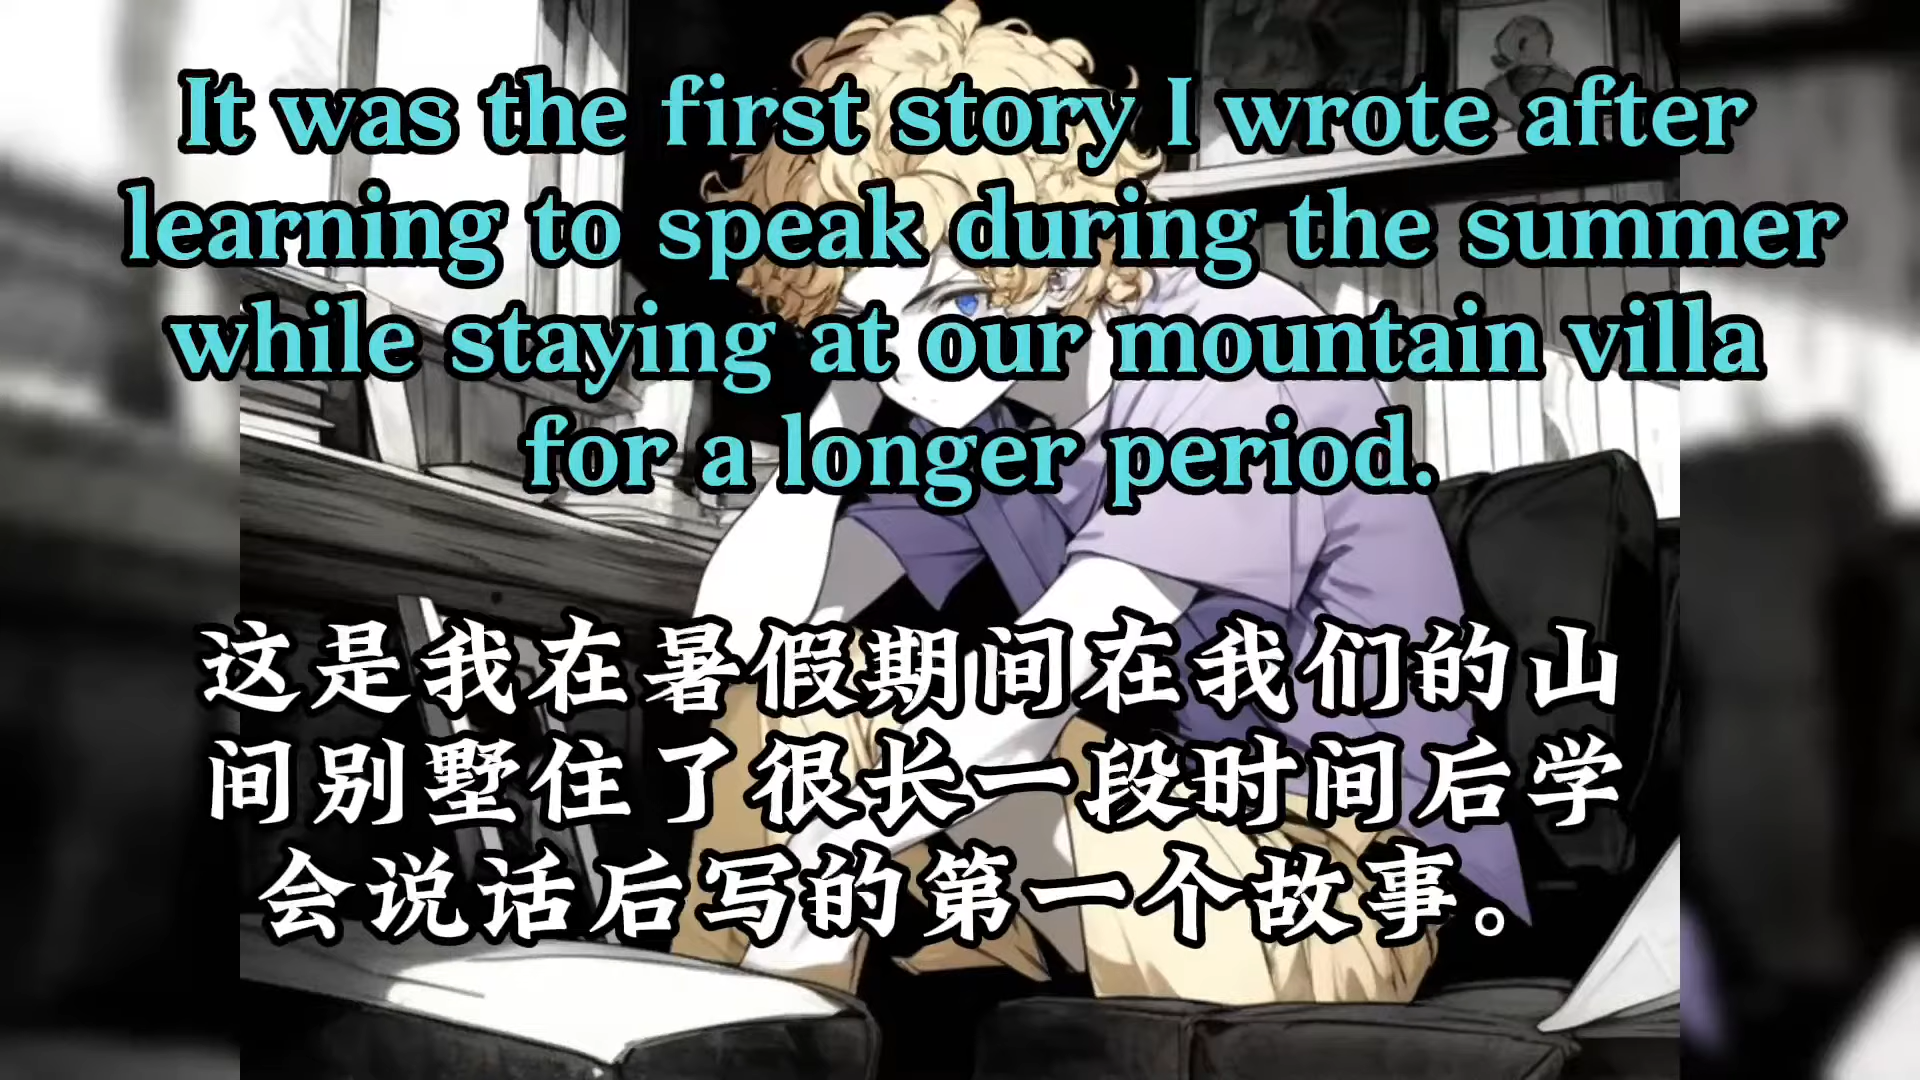 It was the first story I wrote after
learning to speak during the summer
while staying at our mountain villa
for a longer period.
这是我在暑假期间在我们的山
间别墅住了很长一段时间后学
会说话后写的第一个故事。